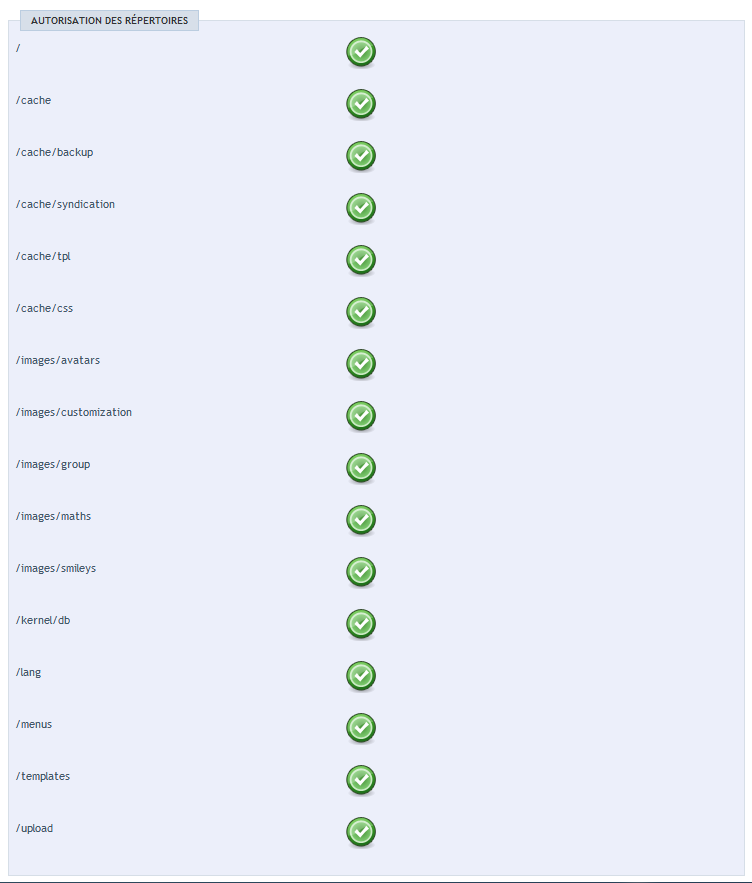 AUTORISATION DES RÉPERTOIRES
/
/cache
/cache/backup
/cache/syndication
/cache/tpl
/cache/css
/images/avatars
/images/customization
/images/group
/images/maths
/images/smileys
/kernel/db
/lang
/menus
/templates
/upload